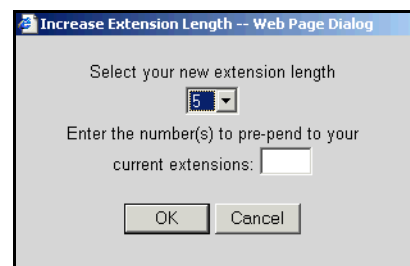 Increase Extension Length -- Web Page Dialog
Select your new extension length
5
Enter the number(s) to pre-pend to your
current extensions:
OK Cancel